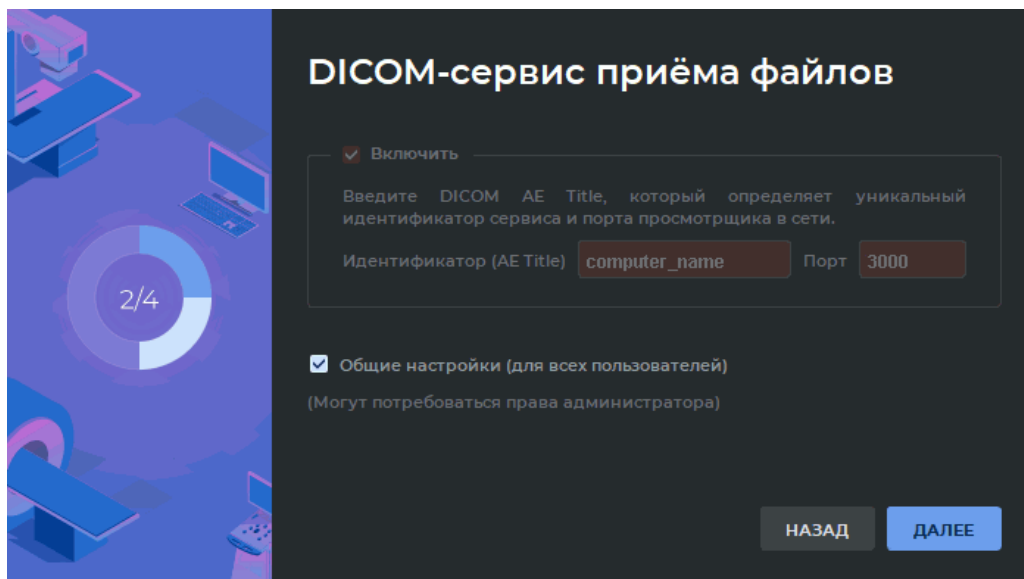 DICOM-сервис приёма файлов
Включить
Введите DICOM AE Title, который определяет уникальный
идентификатор сервиса и порта просмотрщика в сети.
Идентификатор (AE Title) computer_name Порт 3000
2/4
Общие настройки (для всех пользователей)
(Могут потребоваться права администратора)
НАЗАД ДАЛЕЕ